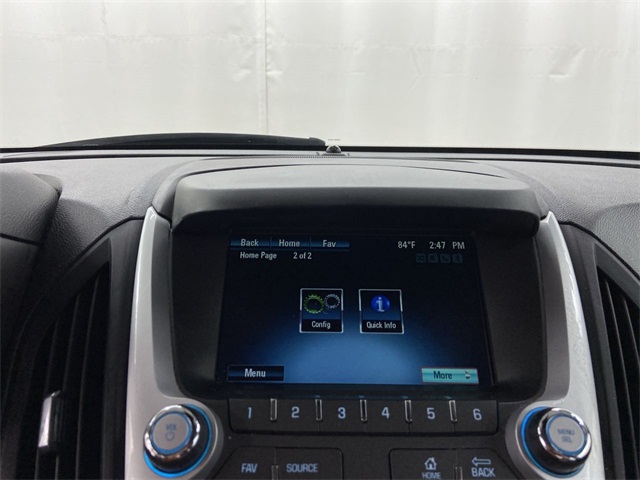 Back Home Fav 84°F 2:47 PM
Home Page 2 of 2
Config Quick Info
Menu More
1 2 3 4 5 6
VOL MENU SEL
FAV SOURCE HOME BACK